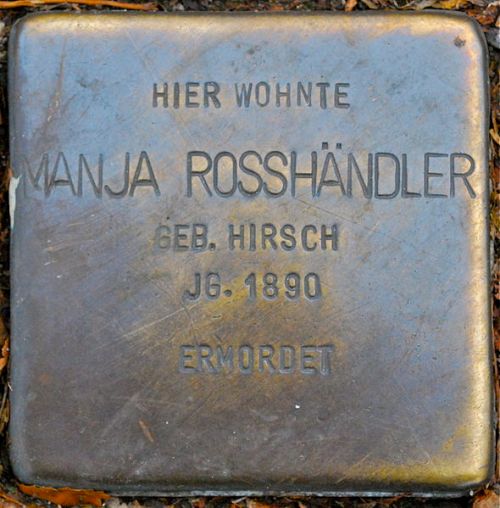 HIER WOHNTE
MANJA ROSSHÄNDLER
GEB. HIRSCH
JG. 1890
ERMORDET